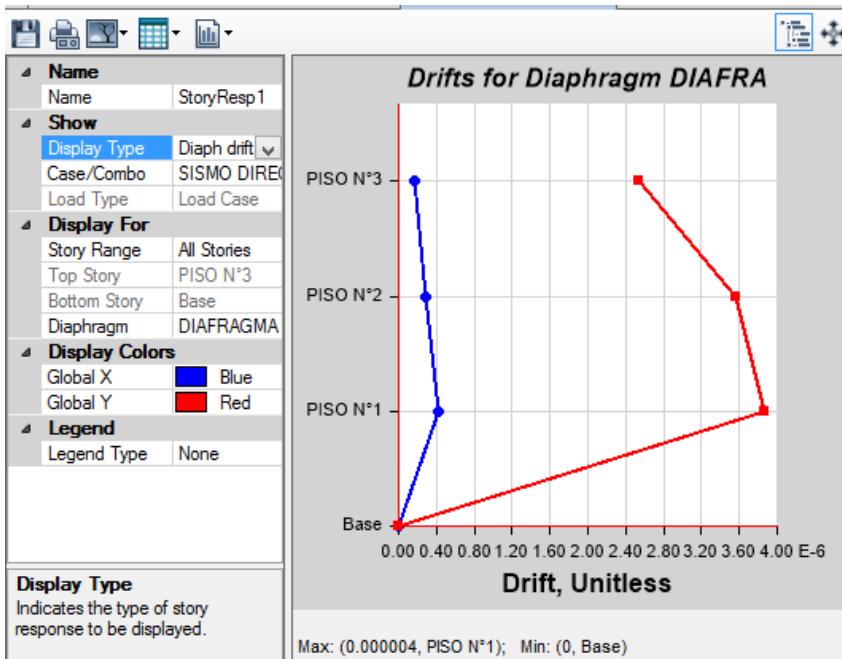 Name
Name StoryResp1
Show
Display Type Diaph drift
Case/Combo SISMO DIREC
Load Type Load Case
Display For
Story Range All Stories
Top Story PISO N°3
Bottom Story Base
Diaphragm DIAFRAGMA
Display Colors
Global X Blue
Global Y Red
Legend
Legend Type None
Display Type
Indicates the type of story
response to be displayed.
Drifts for Diaphragm DIAFRA
PISO N°3
PISO N°2
PISO N°1
Base
0.00 0.40 0.80 1.20 1.60 2.00 2.40 2.80 3.20 3.60 4.00 E-6
Drift, Unitless
Max: (0.000004, PISO N°1); Min: (0, Base)